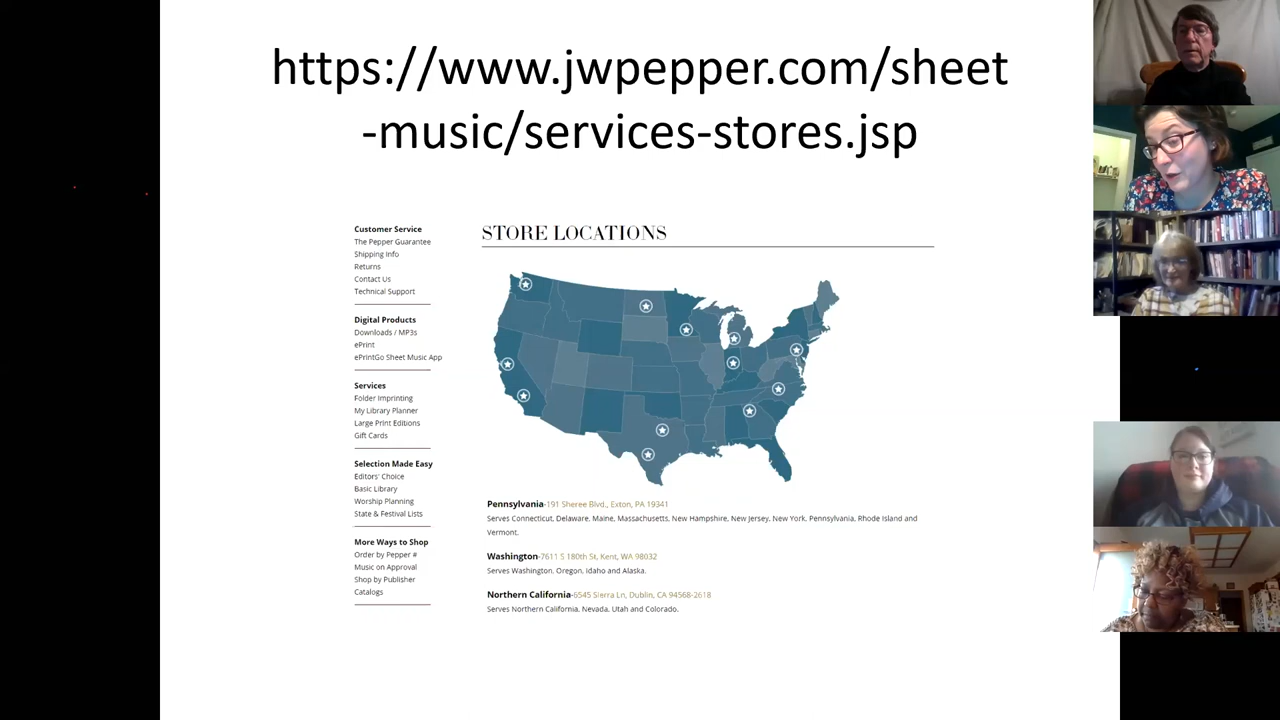 https://www.jwpepper.com/sheet
-music/services-stores.jsp
Customer Service
The Pepper Guarantee
Shipping Info
Returns
Contact Us
Technical Support
Digital Products
Downloads / MP3s
ePrint
ePrintGo Sheet Music App
Services
Folder Imprinting
My Library Planner
Large Print Editions
Gift Cards
Selection Made Easy
Editors' Choice
Basic Library
Worship Planning
State & Festival Lists
More Ways to Shop
Order by Pepper #
Music on Approval
Shop by Publisher
Catalogs
STORE LOCATIONS
Pennsylvania-191 Sheree Blvd., Exton, PA 19341
Serves Connecticut, Delaware, Maine, Massachusetts, New Hampshire, New Jersey, New York, Pennsylvania, Rhode Island and
Vermont.
Washington-7611 S 180th St, Kent, WA 98032
Serves Washington, Oregon, Idaho and Alaska.
Northern California-6545 Sierra Ln, Dublin, CA 94568-2618
Serves Northern California, Nevada, Utah and Colorado.